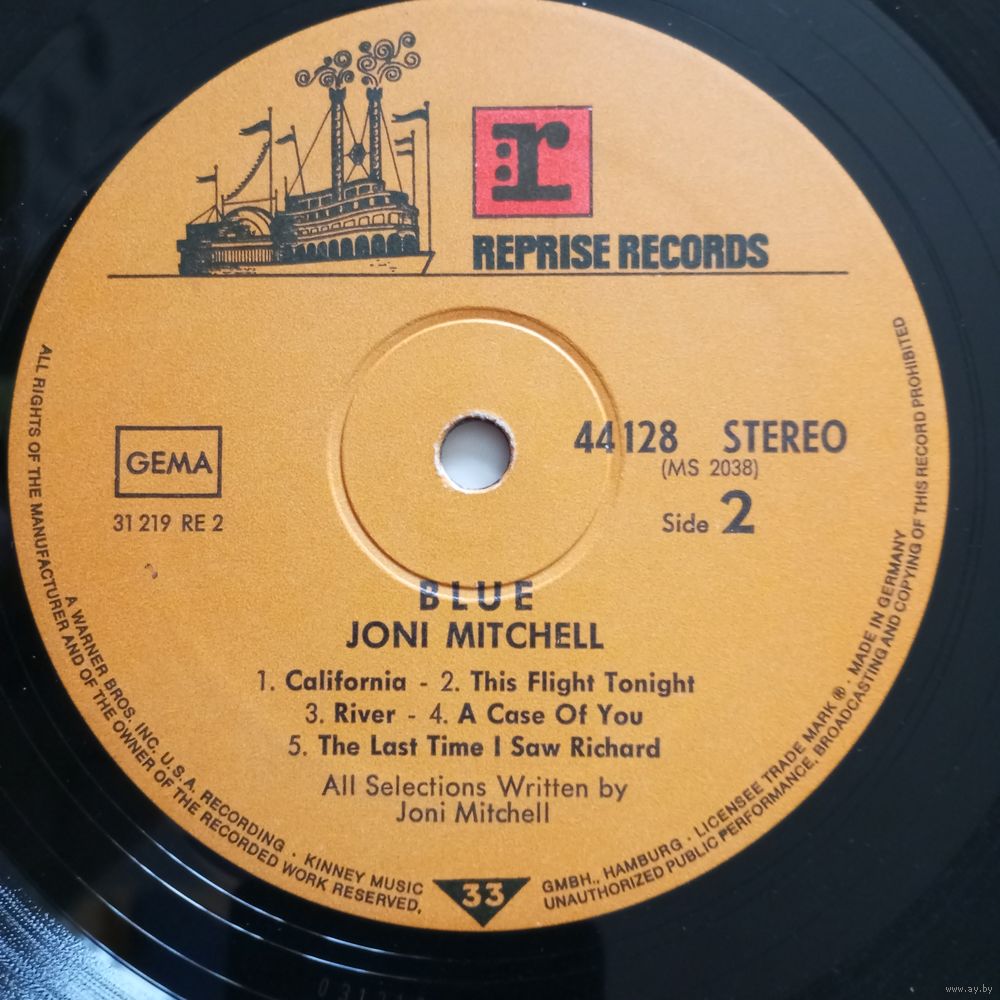 r
REPRISE RECORDS
GEMA
31 219 RE 2
44128 STEREO
(MS 2038)
Side 2
BLUE
JONI MITCHELL
1. California - 2. This Flight Tonight
3. River - 4. A Case Of You
5. The Last Time I Saw Richard
All Selections Written by
Joni Mitchell
33
A WARNER BROS. INC. U.S.A. RECORDING · KINNEY MUSIC GMBH., HAMBURG · LICENSEE TRADE MARK ® · MADE IN GERMANY
ALL RIGHTS OF THE MANUFACTURER AND OF THE OWNER OF THE RECORDED WORK RESERVED, UNAUTHORIZED PUBLIC PERFORMANCE, BROADCASTING AND COPYING OF THIS RECORD PROHIBITED
www.ay.by